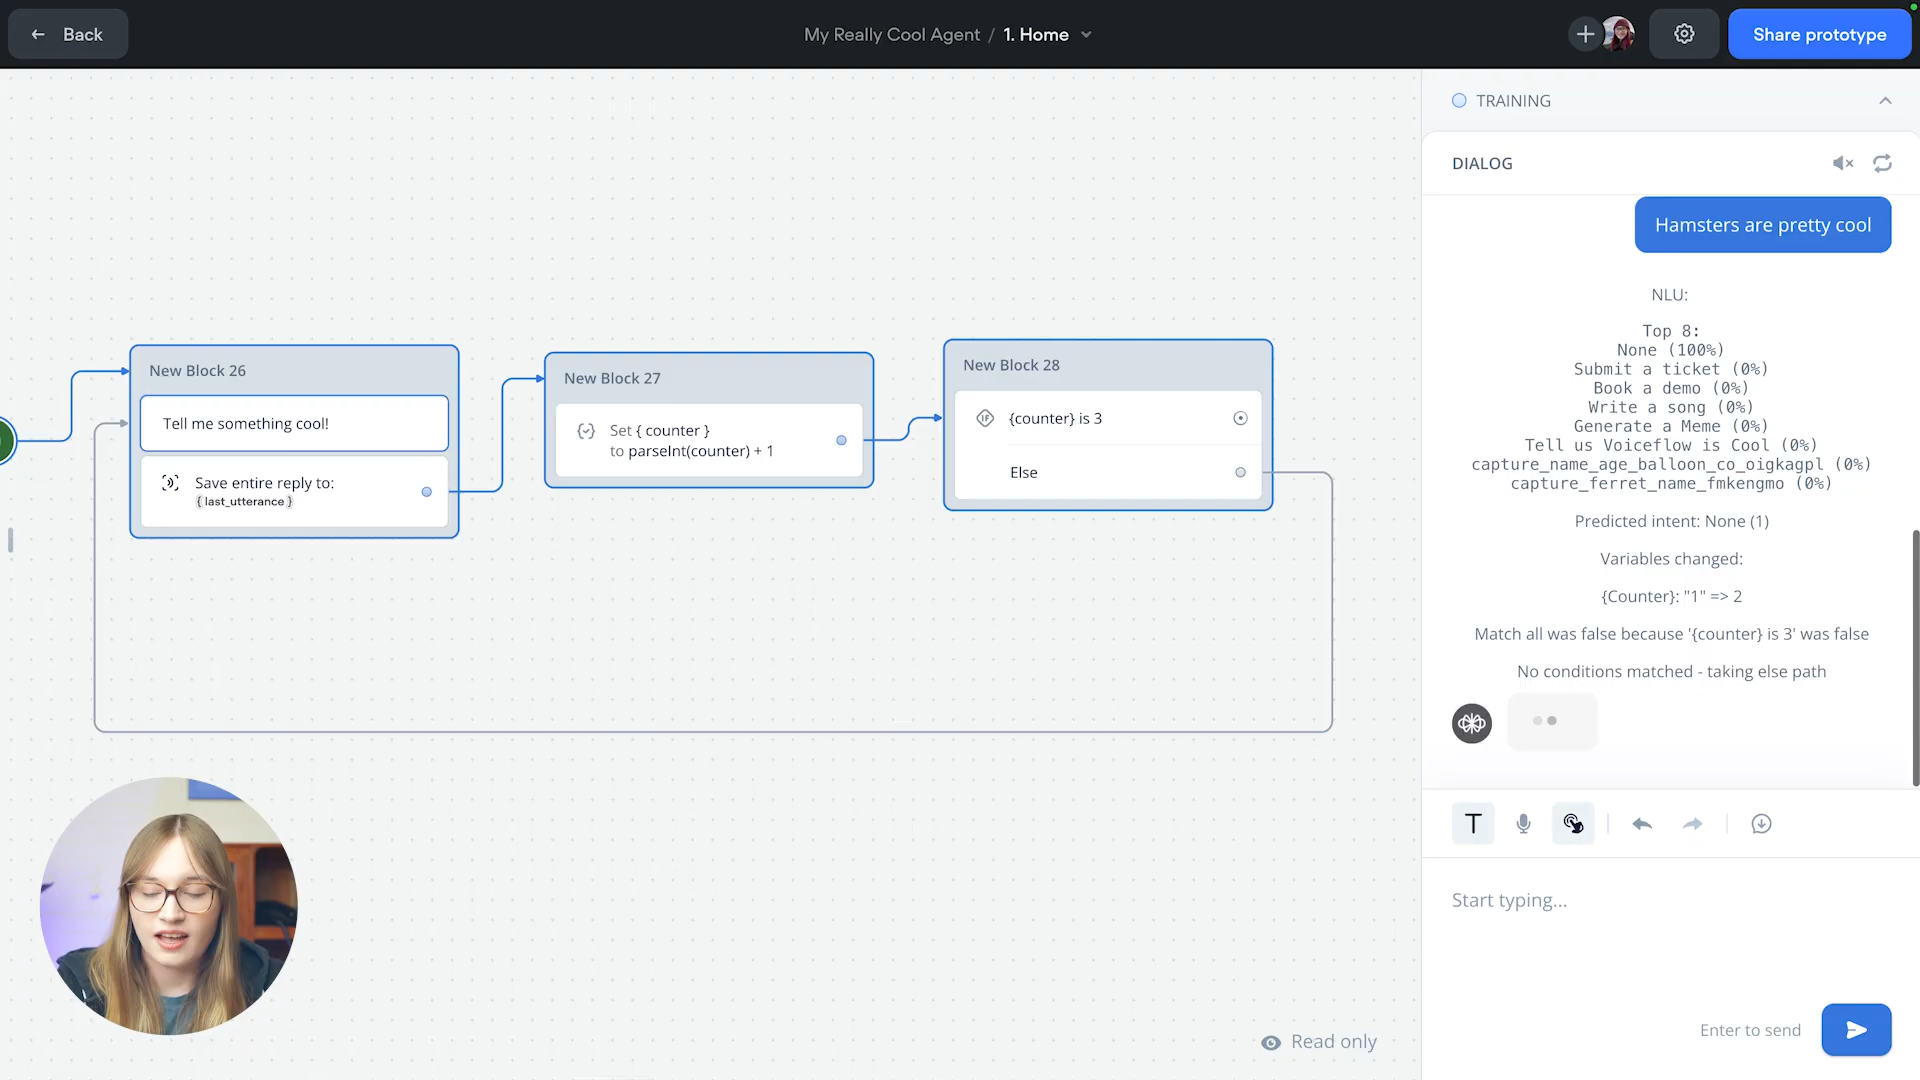 Back
My Really Cool Agent / 1. Home
Share prototype
TRAINING
DIALOG
Hamsters are pretty cool
NLU:
Top 8:
None (100%)
Submit a ticket (0%)
Book a demo (0%)
Write a song (0%)
Generate a Meme (0%)
Tell us Voiceflow is Cool (0%)
capture_name_age_balloon_co_oigkagpl (0%)
capture_ferret_name_fmkengmo (0%)
Predicted intent: None (1)
Variables changed:
{Counter}: "1" => 2
Match all was false because '{counter} is 3' was false
No conditions matched - taking else path
New Block 26
Tell me something cool!
Save entire reply to:
{ last_utterance }
New Block 27
Set { counter }
to parseInt(counter) + 1
New Block 28
IF
{counter} is 3
Else
T
Start typing...
Enter to send
Read only